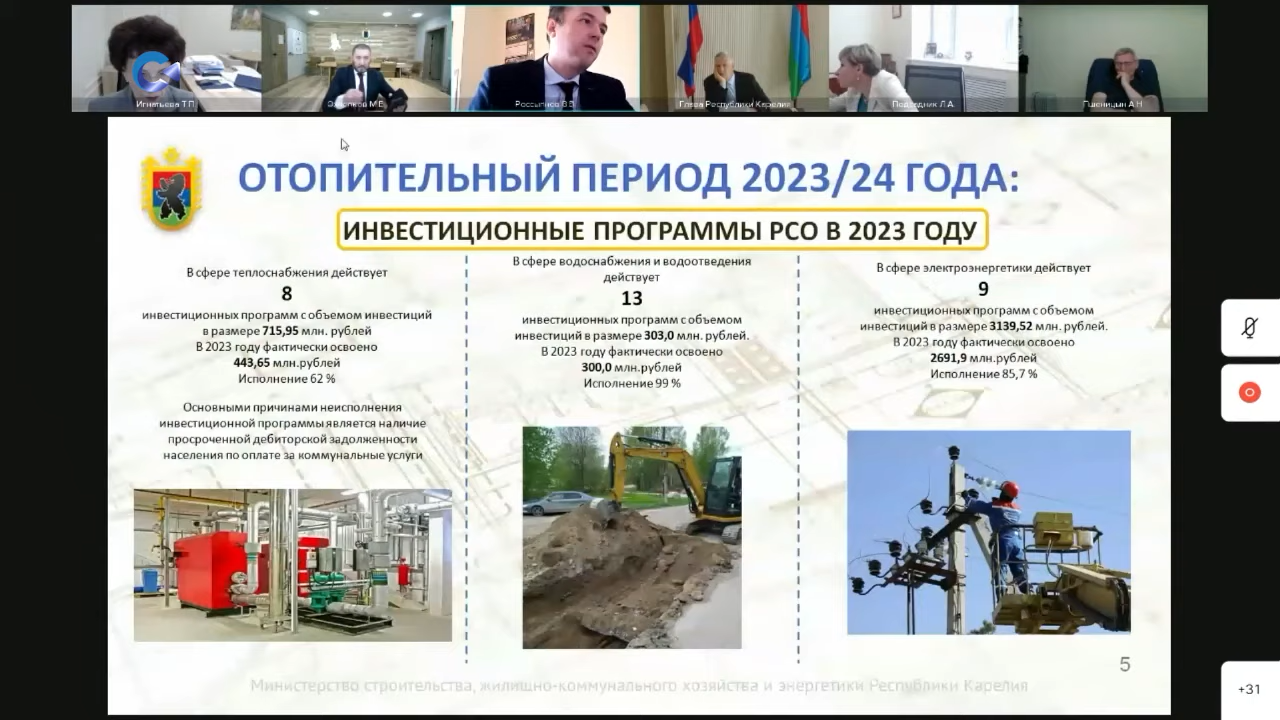 Игнатьева Т.П.
Россыпнов В.В.
Глава Республики Карелия
Подсадник Л.А.
Пшеницын А.Н.
ОТОПИТЕЛЬНЫЙ ПЕРИОД 2023/24 ГОДА:
ИНВЕСТИЦИОННЫЕ ПРОГРАММЫ РСО В 2023 ГОДУ
В сфере теплоснабжения действует
8
инвестиционных программ с объемом инвестиций
в размере 715,95 млн. рублей
В 2023 году фактически освоено
443,65 млн.рублей
Исполнение 62 %
Основными причинами неисполнения
инвестиционной программы является наличие
просроченной дебиторской задолженности
населения по оплате за коммунальные услуги
В сфере водоснабжения и водоотведения
действует
13
инвестиционных программ с объемом
инвестиций в размере 303,0 млн. рублей.
В 2023 году фактически освоено
300,0 млн.рублей
Исполнение 99 %
В сфере электроэнергетики действует
9
инвестиционных программ с объемом
инвестиций в размере 3139,52 млн. рублей.
В 2023 году фактически освоено
2691,9 млн.рублей
Исполнение 85,7 %
5
Министерство строительства, жилищно-коммунального хозяйства и энергетики Республики Карелия
+31